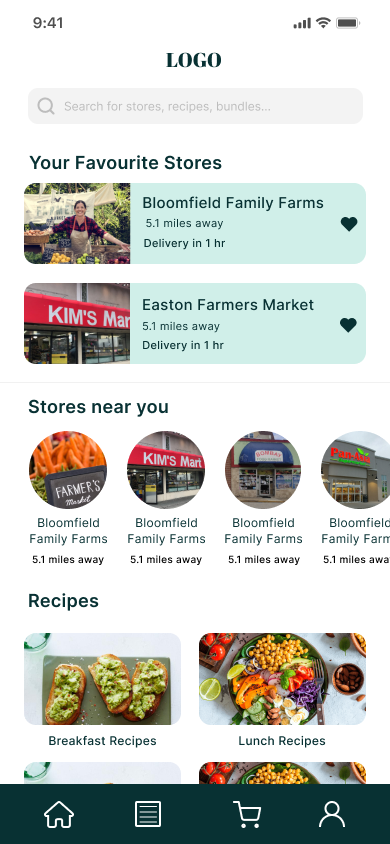 9:41
LOGO
Search for stores, recipes, bundles...
Your Favourite Stores
Bloomfield Family Farms
5.1 miles away
Delivery in 1 hr
KIM'S Mar
Easton Farmers Market
5.1 miles away
Delivery in 1 hr
Stores near you
FARMER'S
Market
KIM'S Mart
BOMBAY
Bloomfield
Family Farms
5.1 miles away
Bloomfield
Family Farms
5.1 miles away
Bloomfield
Family Farms
5.1 miles away
Bloomfield
Family Farm
5.1 miles awa
Recipes
Breakfast Recipes
Lunch Recipes